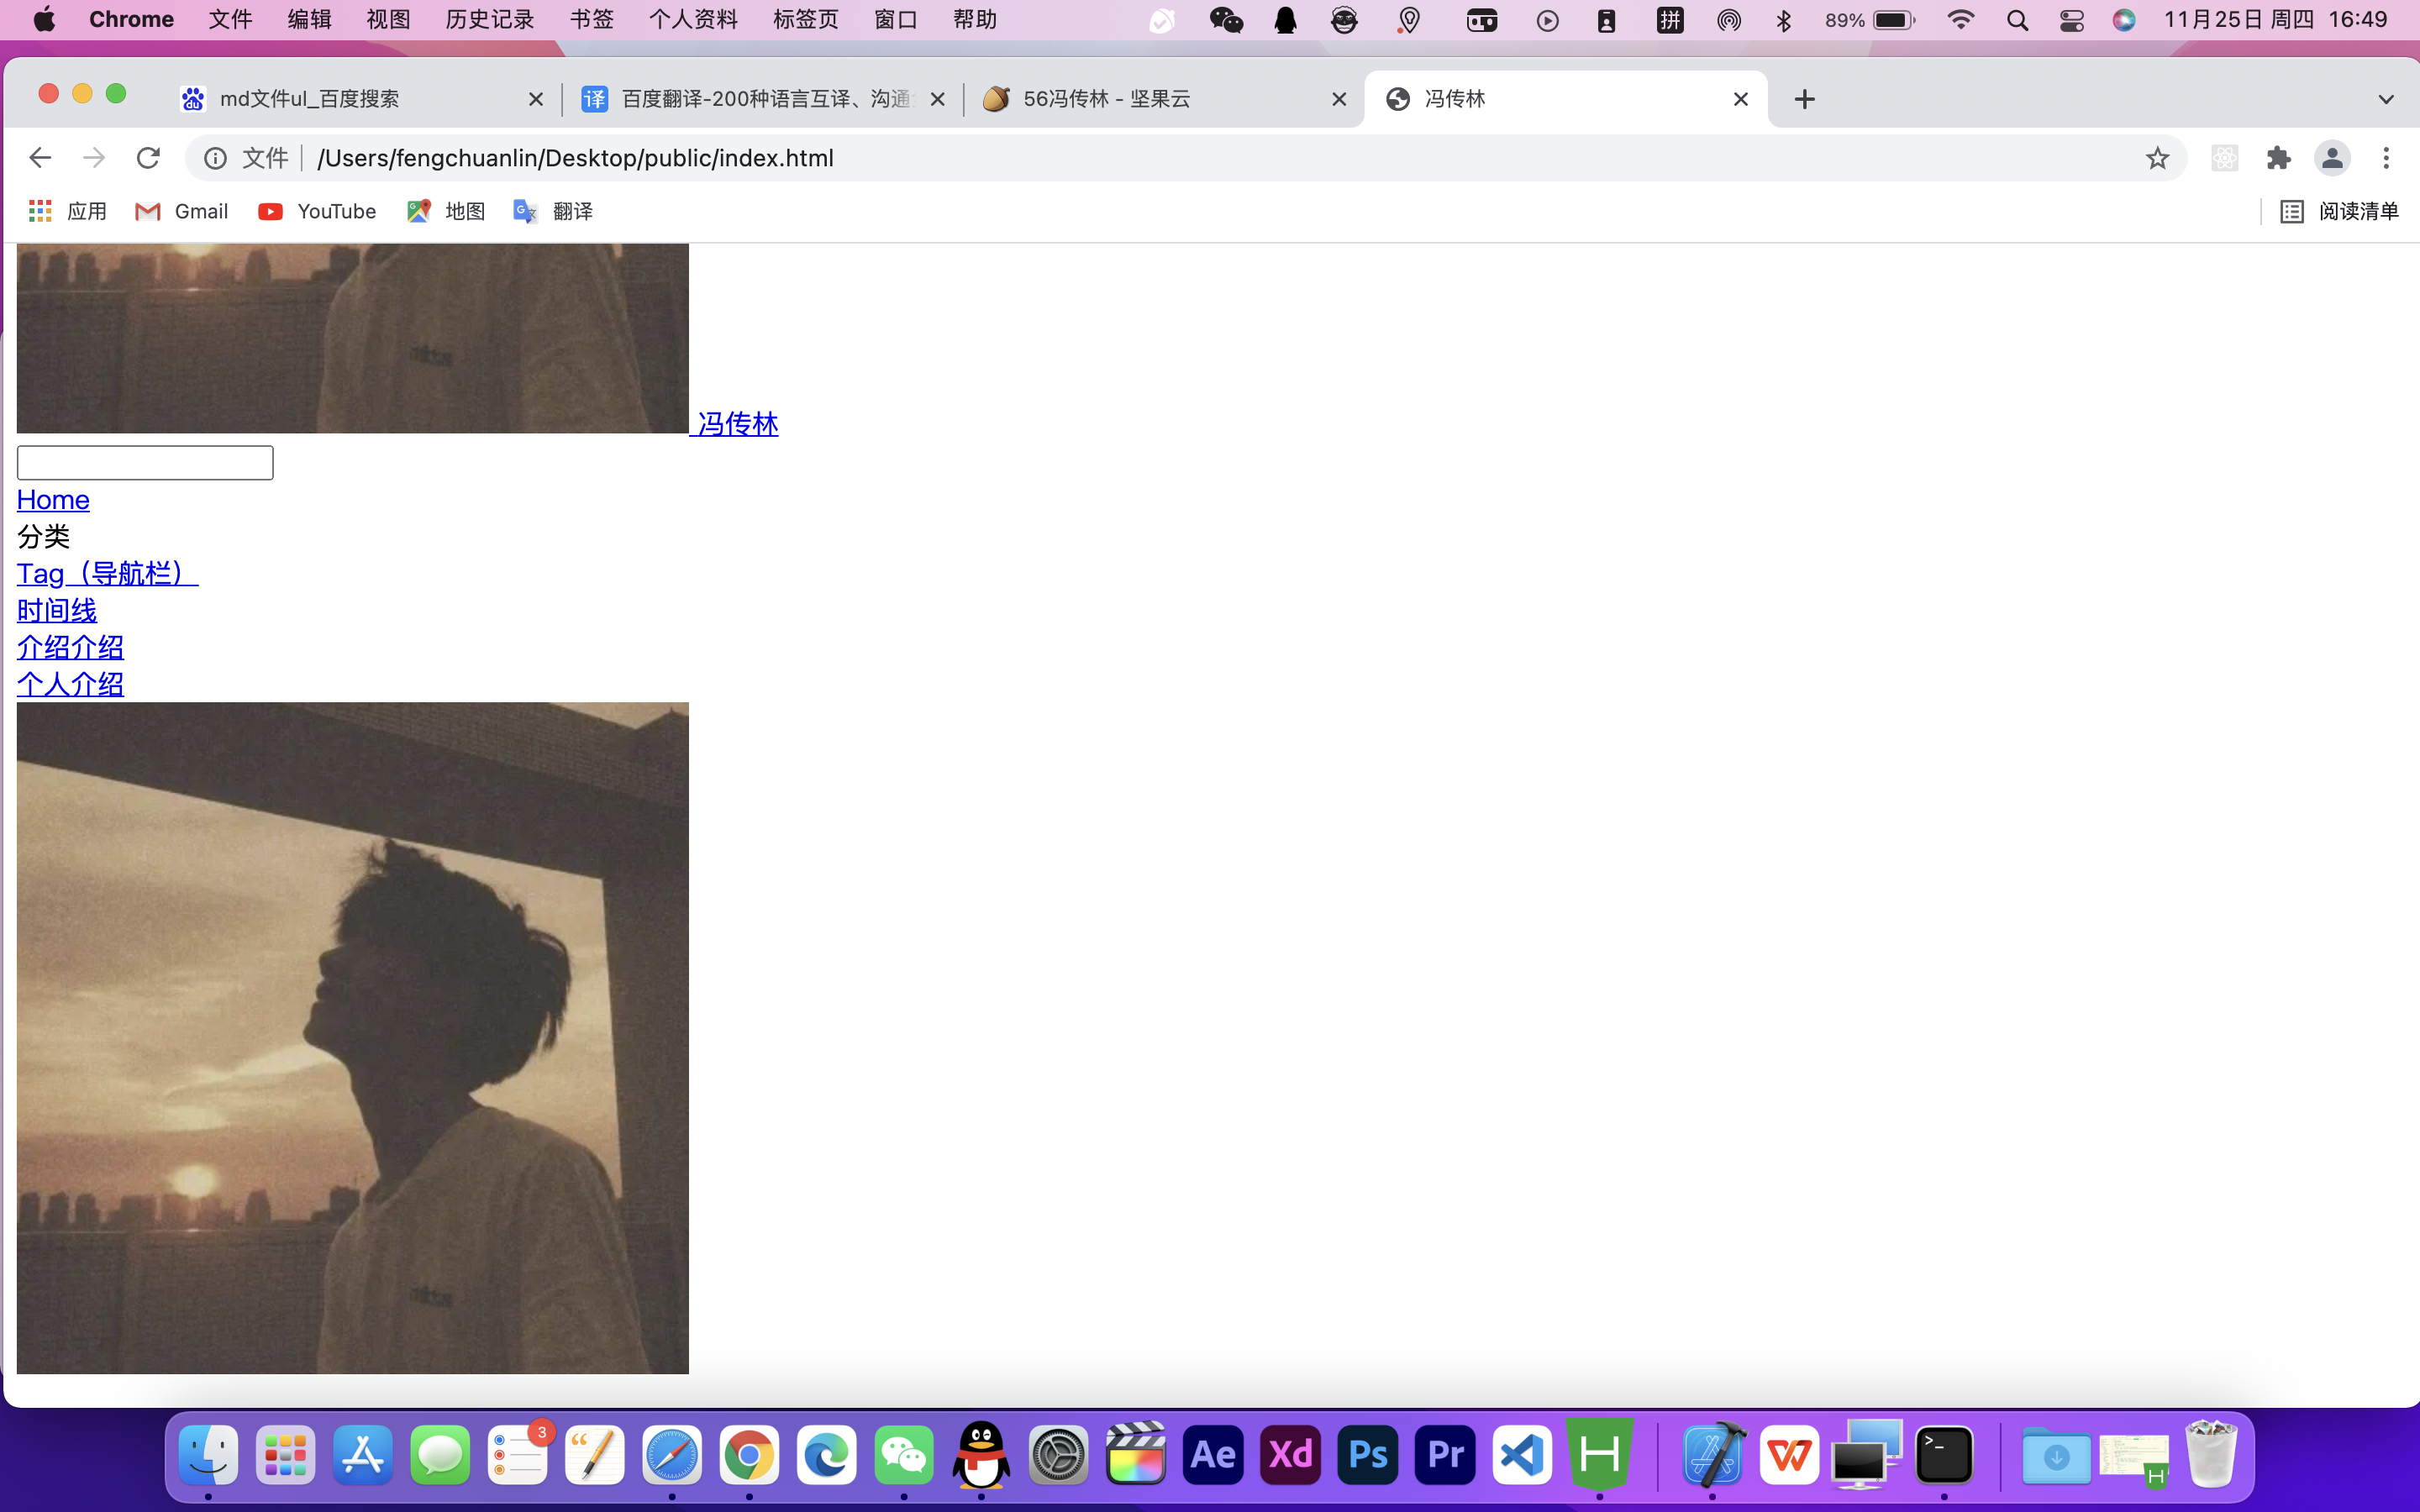 Chrome 文件 编辑 视图 历史记录 书签 个人资料 标签页 窗口 帮助 拼 89% 11月25日 周四 16:49
md文件ul_百度搜索 译 百度翻译-200种语言互译、沟通 56冯传林 - 坚果云 冯传林
文件 /Users/fengchuanlin/Desktop/public/index.html
应用 Gmail YouTube 地图 翻译 阅读清单
冯传林
Home
分类
Tag（导航栏）
时间线
介绍介绍
个人介绍
3
Ae Xd Ps Pr H W >_ H